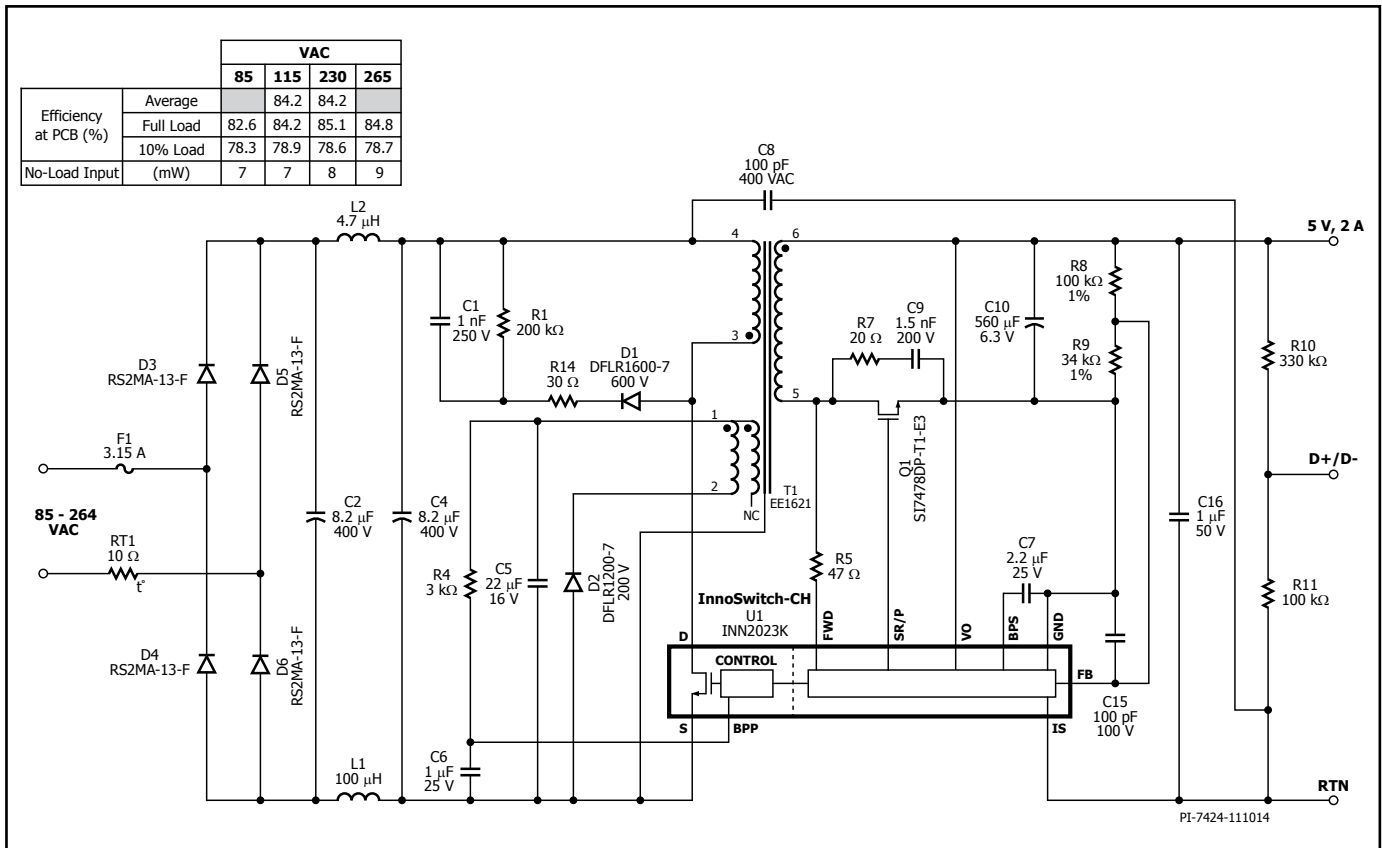 VAC
85 115 230 265
Efficiency
at PCB (%)
Average 84.2 84.2
Full Load 82.6 84.2 85.1 84.8
10% Load 78.3 78.9 78.6 78.7
No-Load Input (mW) 7 7 8 9
C8
100 pF
400 VAC
L2
4.7 μH
4
6
5 V, 2 A
C1
1 nF
250 V
R1
200 kΩ
3
R14
30 Ω
D1
DFLR1600-7
600 V
R7
20 Ω
C9
1.5 nF
200 V
C10
560 μF
6.3 V
R8
100 kΩ
1%
R9
34 kΩ
1%
R10
330 kΩ
D3
RS2MA-13-F
D5
RS2MA-13-F
5
1
2
NC
T1
EE1621
Q1
SI7478DP-T1-E3
D+/D-
F1
3.15 A
85 - 264
VAC
RT1
10 Ω
t°
C2
8.2 μF
400 V
C4
8.2 μF
400 V
R4
3 kΩ
C5
22 μF
16 V
D2
DFLR1200-7
200 V
R5
47 Ω
C7
2.2 μF
25 V
C16
1 μF
50 V
R11
100 kΩ
InnoSwitch-CH
U1
INN2023K
D
FWD
SR/P
VO
BPS
GND
CONTROL
FB
D4
RS2MA-13-F
D6
RS2MA-13-F
S
BPP
IS
C15
100 pF
100 V
C6
1 μF
25 V
L1
100 μH
RTN
PI-7424-111014